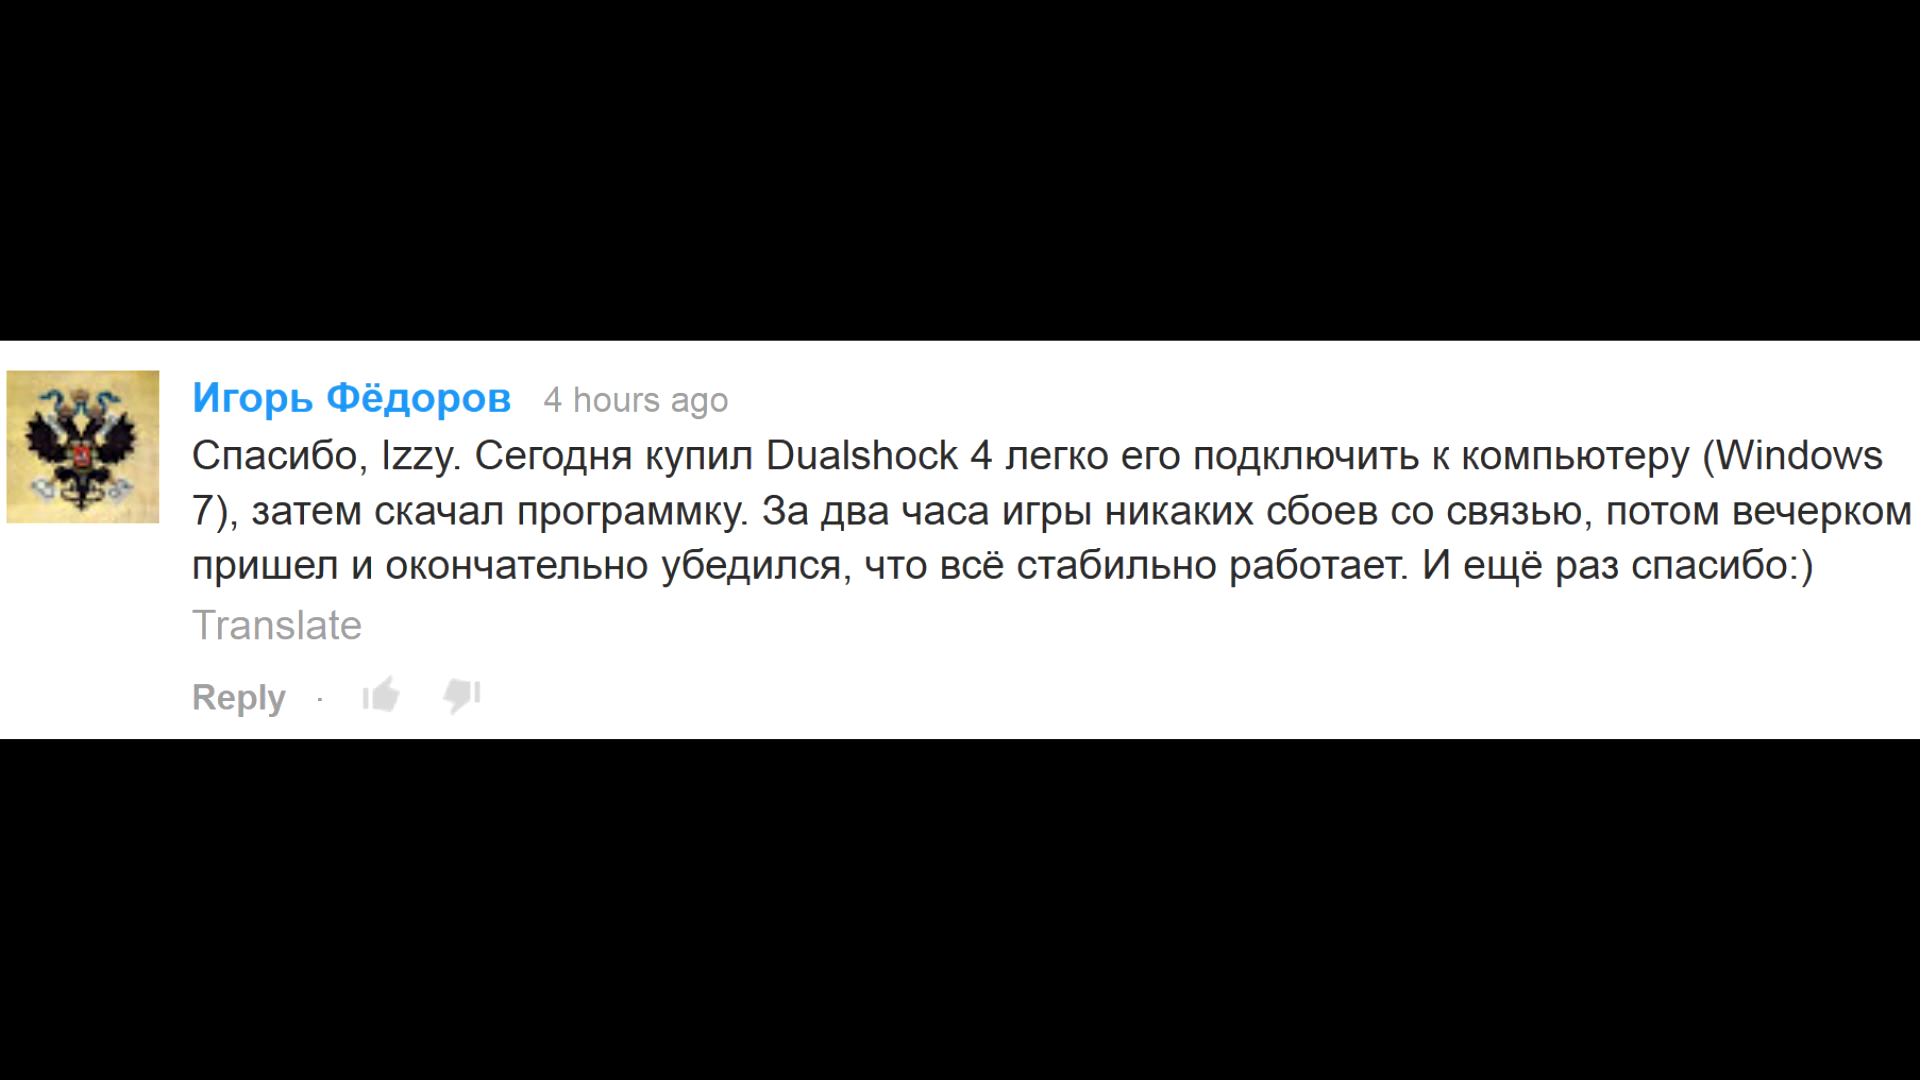 Игорь Фёдоров 4 hours ago
Спасибо, Izzy. Сегодня купил Dualshock 4 легко его подключить к компьютеру (Windows
7), затем скачал программку. За два часа игры никаких сбоев со связью, потом вечерком
пришел и окончательно убедился, что всё стабильно работает. И ещё раз спасибо:)
Translate
Reply ·